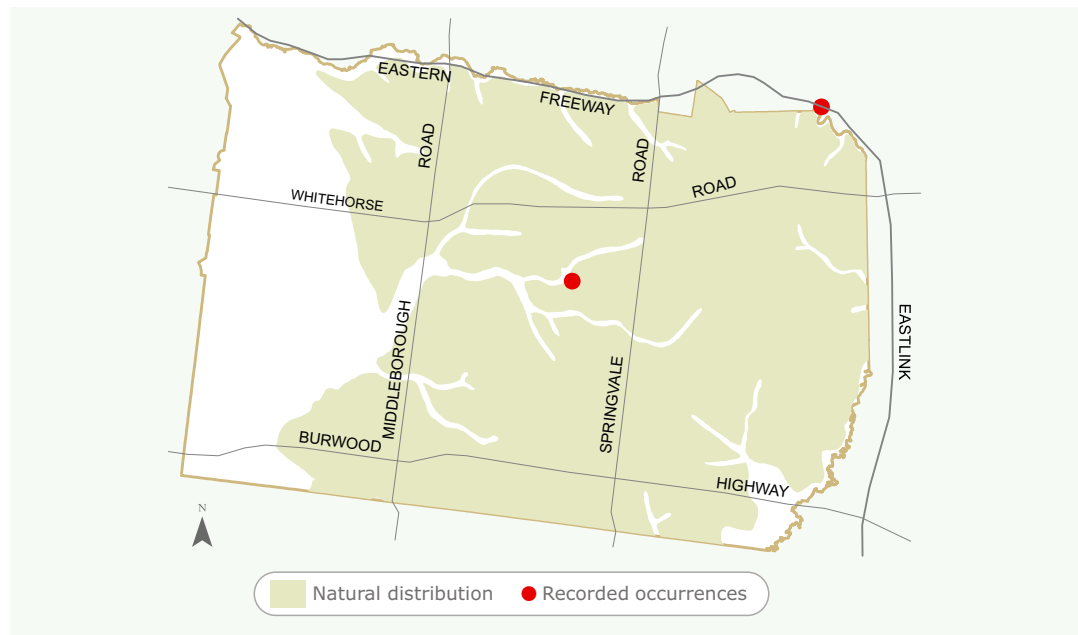 EASTERN
FREEWAY
ROAD
ROAD
ROAD
WHITEHORSE
MIDDLEBOROUGH
SPRINGVALE
EASTLINK
BURWOOD
HIGHWAY
N
Natural distribution
Recorded occurrences